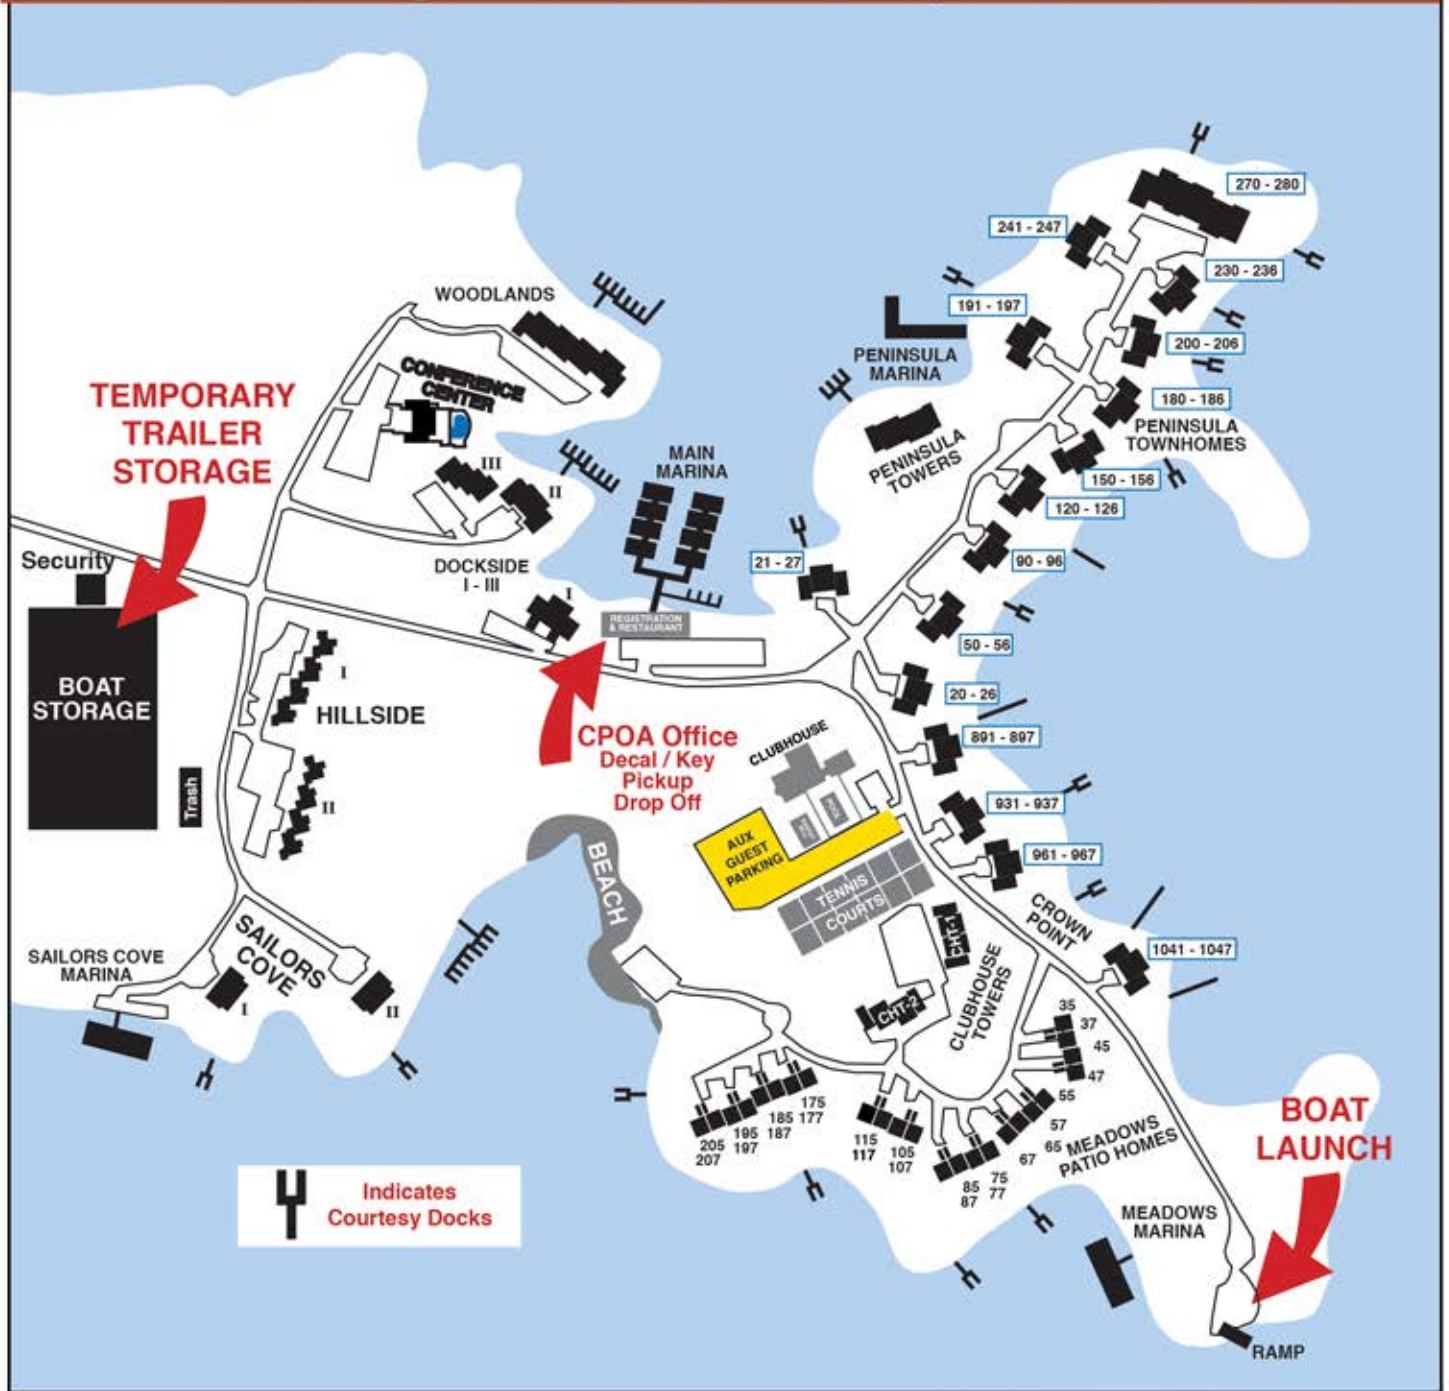 270 - 280
241 - 247
230 - 236
191 - 197
200 - 206
WOODLANDS
PENINSULA
MARINA
CONFERENCE
CENTER
180 - 186
PENINSULA
TOWNHOMES
TEMPORARY
TRAILER
STORAGE
PENINSULA
TOWERS
MAIN
MARINA
III
II
150 - 156
120 - 126
Security
DOCKSIDE
I - III
I
21 - 27
90 - 96
REGISTRATION
& RESTAURANT
50 - 56
BOAT
STORAGE
I
HILLSIDE
20 - 26
CPOA Office
Decal / Key
Pickup
Drop Off
CLUBHOUSE
891 - 897
Trash
II
POOL
931 - 937
AUX
GUEST
PARKING
961 - 967
BEACH
TENNIS
COURTS
CROWN
POINT
SAILORS
COVE
CHT-1
1041 - 1047
SAILORS COVE
MARINA
I
II
CHT-2
CLUBHOUSE
TOWERS
35
37
45
47
55
57
65
67
75
77
85
87
105
107
115
117
175
177
185
187
195
197
205
207
MEADOWS
PATIO HOMES
BOAT
LAUNCH
Indicates
Courtesy Docks
MEADOWS
MARINA
RAMP